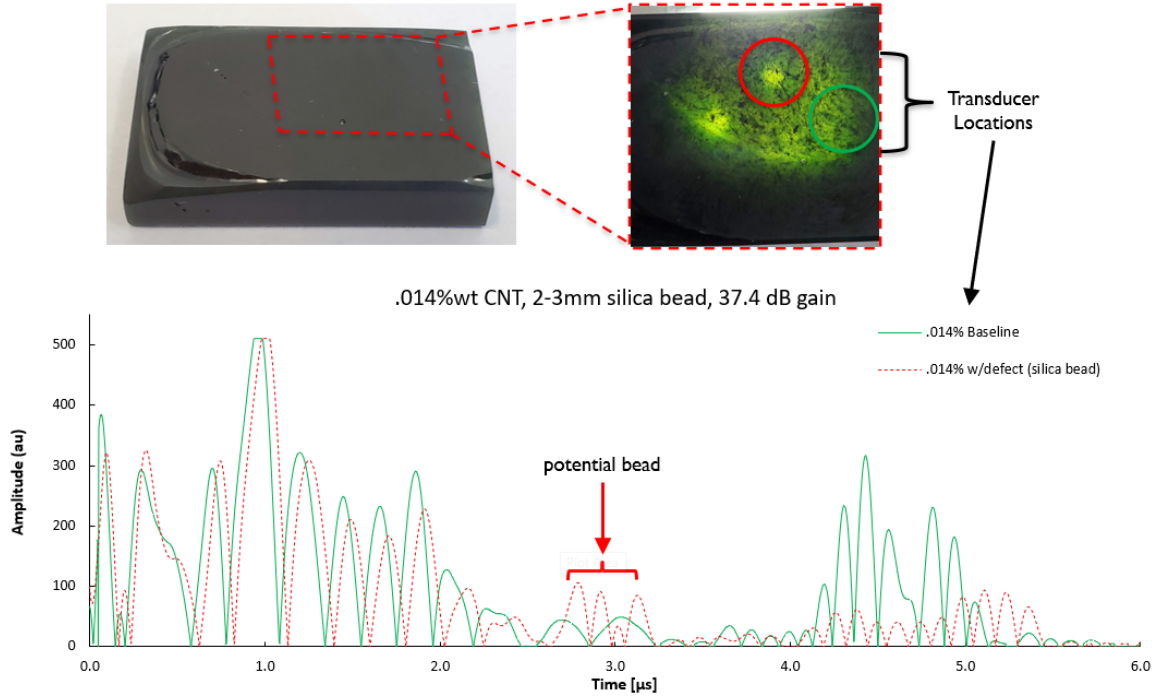 Transducer
Locations
.014%wt CNT, 2-3mm silica bead, 37.4 dB gain
.014% Baseline
.014% w/defect (silica bead)
potential bead
Amplitude (au)
500
400
300
200
100
0
0.0 1.0 2.0 3.0 4.0 5.0 6.0
Time [µs]